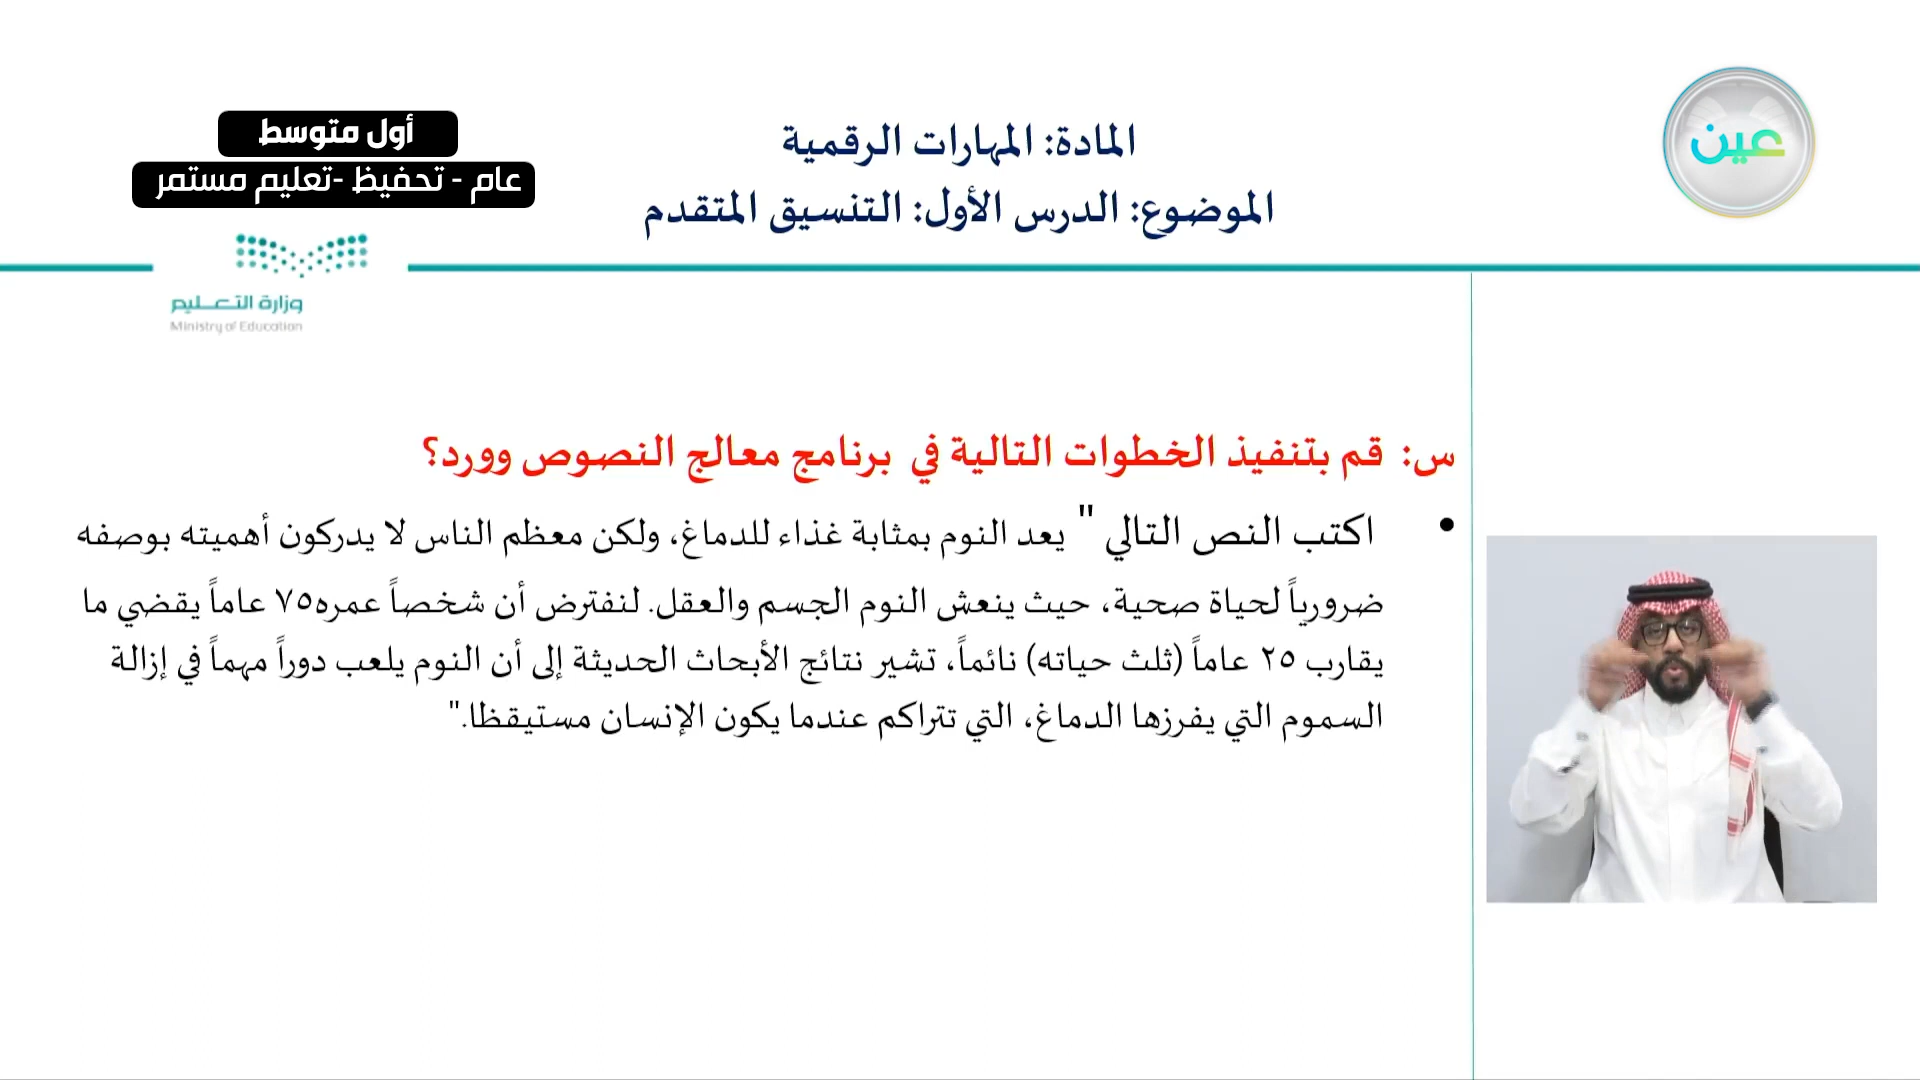 أول متوسط
عام - تحفيظ -تعليم مستمر
المادة: المهارات الرقمية
الموضوع: الدرس الأول: التنسيق المتقدم
عين
وزارة التعـــليم
Ministry of Education
س: قم بتنفيذ الخطوات التالية في برنامج معالج النصوص وورد؟
• اكتب النص التالي " يعد النوم بمثابة غذاء للدماغ، ولكن معظم الناس لا يدركون أهميته بوصفه
ضرورياً لحياة صحية، حيث ينعش النوم الجسم والعقل. لنفترض أن شخصاً عمره٧٥ عاماً يقضي ما
يقارب ٢٥ عاماً (ثلث حياته) نائماً، تشير نتائج الأبحاث الحديثة إلى أن النوم يلعب دوراً مهماً في إزالة
السموم التي يفرزها الدماغ، التي تتراكم عندما يكون الإنسان مستيقظا."